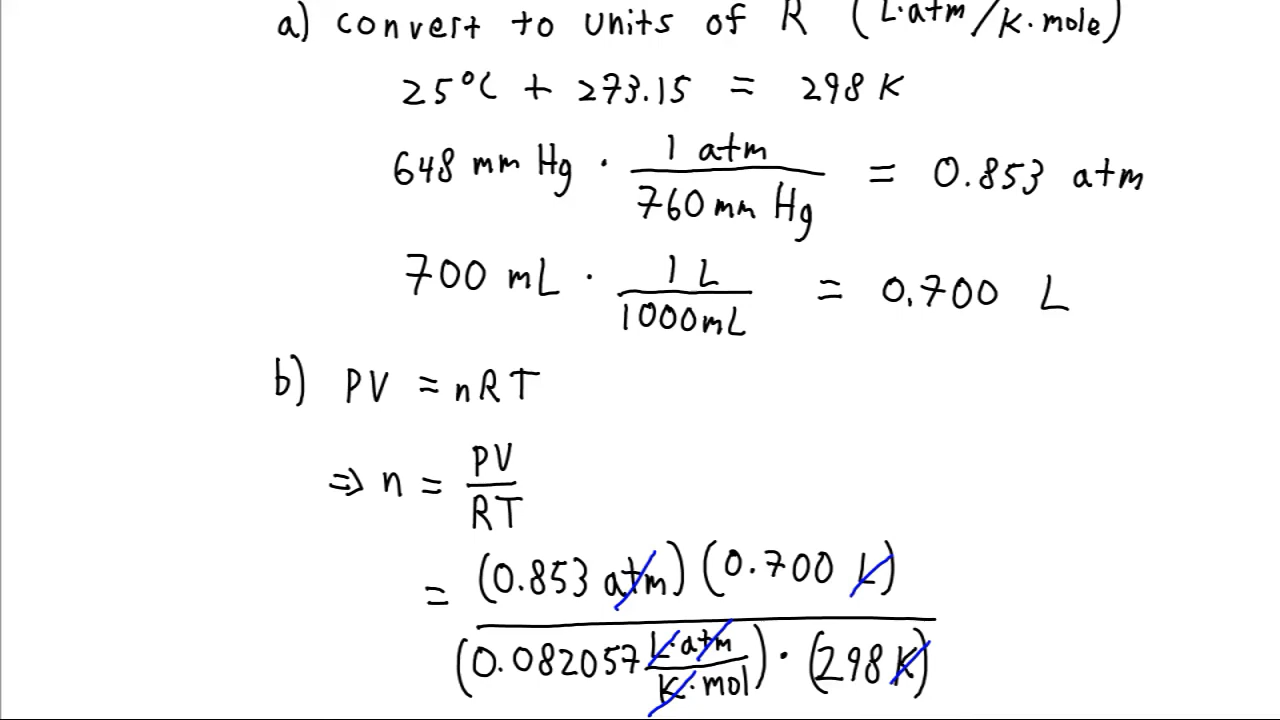 a) convert to units of R (L·atm/K·mole)
25°C + 273.15 = 298 K
648 mm Hg · 1 atm / 760 mm Hg = 0.853 atm
700 mL · 1 L / 1000 mL = 0.700 L
b) PV = nRT
⇒ n = PV / RT
= (0.853 atm) (0.700 L) / (0.082057 L·atm / K·mol) · (298 K)